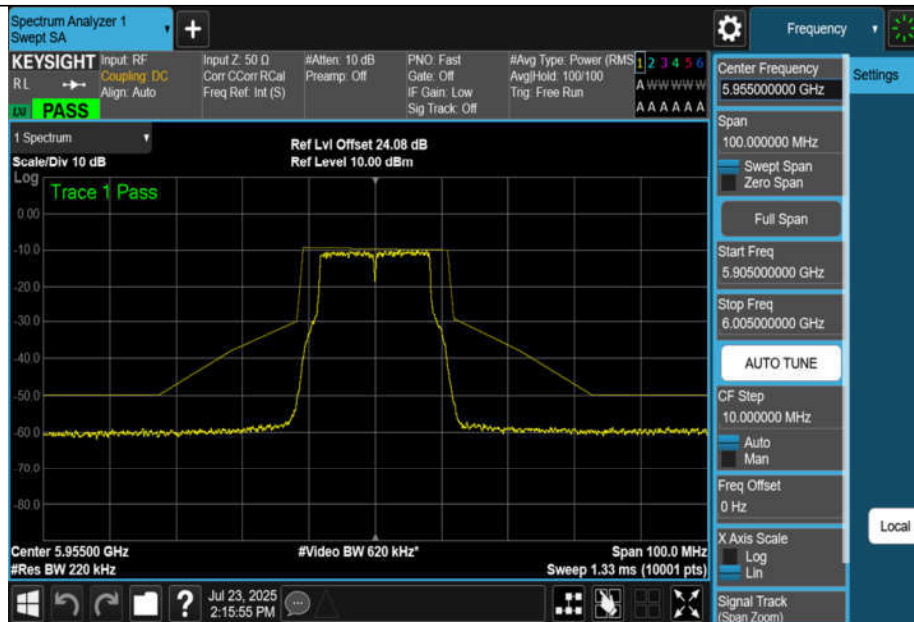 Spectrum Analyzer 1
Swept SA
+
Frequency
KEYSIGHT
RL
LXI PASS
Input: RF
Coupling: DC
Align: Auto
Input Z: 50 Ω
Corr CCorr RCal
Freq Ref: Int (S)
#Atten: 10 dB
Preamp: Off
PNO: Fast
Gate: Off
IF Gain: Low
Sig Track: Off
#Avg Type: Power (RMS
Avg|Hold: 100/100
Trig: Free Run
1 2 3 4 5 6
A W W W W W
A A A A A A
1 Spectrum
Scale/Div 10 dB
Ref Lvl Offset 24.08 dB
Ref Level 10.00 dBm
Log
Trace 1 Pass
0.00
-10.0
-20.0
-30.0
-40.0
-50.0
-60.0
-70.0
-80.0
Center 5.95500 GHz
#Res BW 220 kHz
#Video BW 620 kHz*
Span 100.0 MHz
Sweep 1.33 ms (10001 pts)
?
Jul 23, 2025
2:15:55 PM
Center Frequency
5.955000000 GHz
Span
100.000000 MHz
Swept Span
Zero Span
Full Span
Start Freq
5.905000000 GHz
Stop Freq
6.005000000 GHz
AUTO TUNE
CF Step
10.000000 MHz
Auto
Man
Freq Offset
0 Hz
X Axis Scale
Log
Lin
Signal Track
(Span Zoom)
Settings
Local